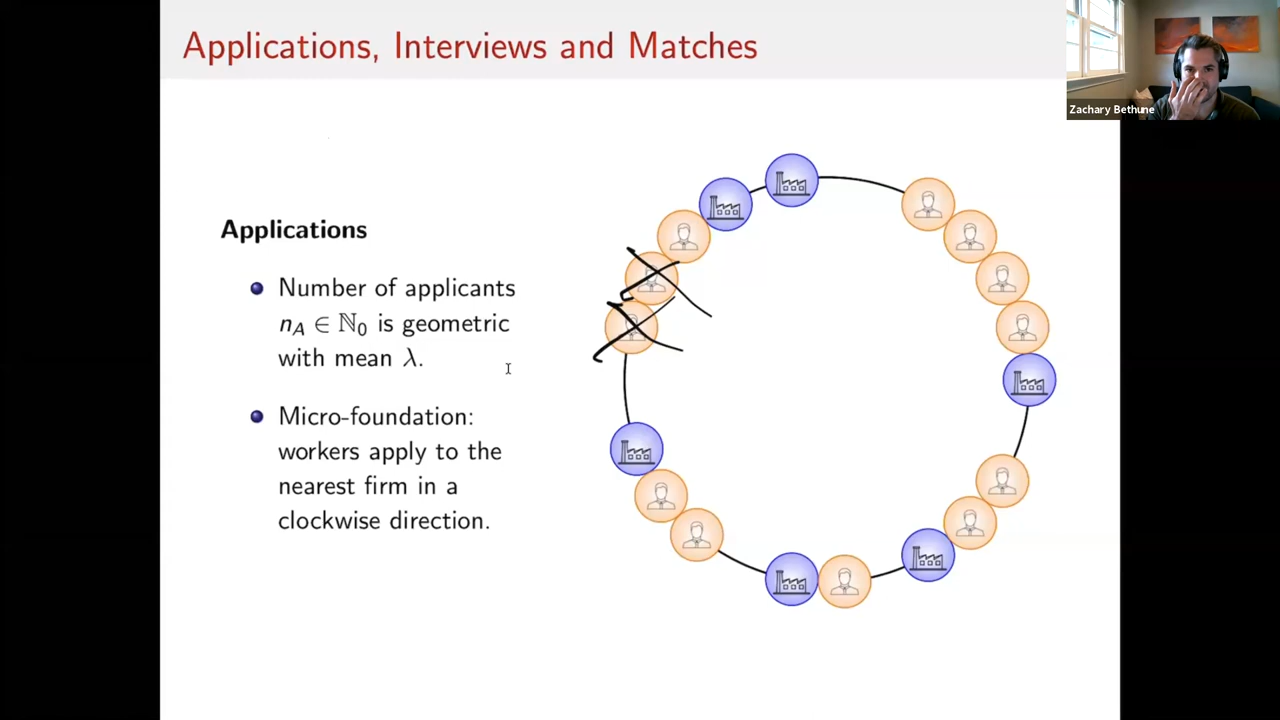 Applications, Interviews and Matches
Zachary Bethune
Applications
Number of applicants
n_A ∈ ℕ₀ is geometric
with mean λ.
Micro-foundation:
workers apply to the
nearest firm in a
clockwise direction.